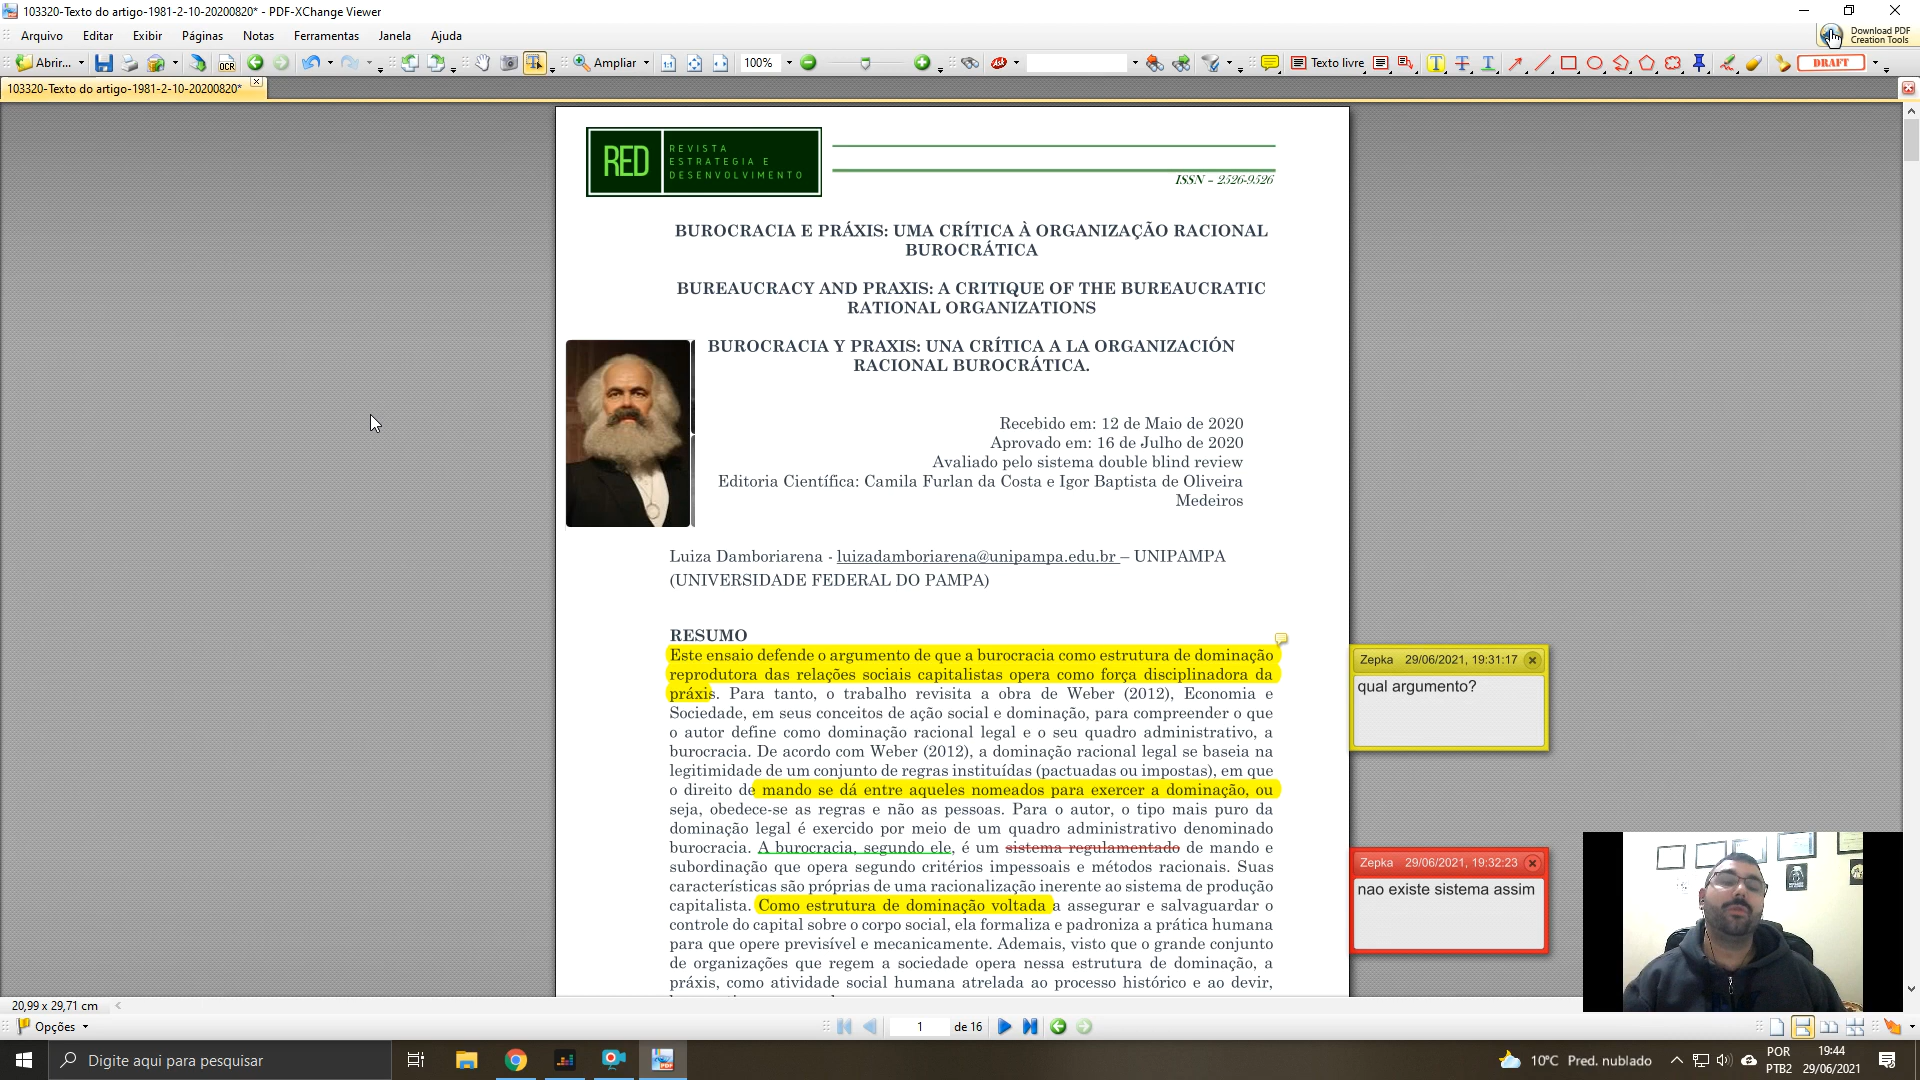 103320-Texto do artigo-1981-2-10-20200820* - PDF-XChange Viewer
Arquivo Editar Exibir Páginas Notas Ferramentas Janela Ajuda
Download PDF
Creation Tools
Abrir... OCR Ampliar 100% Texto livre DRAFT
103320-Texto do artigo-1981-2-10-20200820*
RED
REVISTA
ESTRATEGIA E
DESENVOLVIMENTO
ISSN – 2526-9526
BUROCRACIA E PRÁXIS: UMA CRÍTICA À ORGANIZAÇÃO RACIONAL
BUROCRÁTICA
BUREAUCRACY AND PRAXIS: A CRITIQUE OF THE BUREAUCRATIC
RATIONAL ORGANIZATIONS
BUROCRACIA Y PRAXIS: UNA CRÍTICA A LA ORGANIZACIÓN
RACIONAL BUROCRÁTICA.
Recebido em: 12 de Maio de 2020
Aprovado em: 16 de Julho de 2020
Avaliado pelo sistema double blind review
Editoria Científica: Camila Furlan da Costa e Igor Baptista de Oliveira
Medeiros
Luiza Damboriarena - luizadamboriarena@unipampa.edu.br – UNIPAMPA
(UNIVERSIDADE FEDERAL DO PAMPA)
RESUMO
Este ensaio defende o argumento de que a burocracia como estrutura de dominação
reprodutora das relações sociais capitalistas opera como força disciplinadora da
práxis. Para tanto, o trabalho revisita a obra de Weber (2012), Economia e
Sociedade, em seus conceitos de ação social e dominação, para compreender o que
o autor define como dominação racional legal e o seu quadro administrativo, a
burocracia. De acordo com Weber (2012), a dominação racional legal se baseia na
legitimidade de um conjunto de regras instituídas (pactuadas ou impostas), em que
o direito de mando se dá entre aqueles nomeados para exercer a dominação, ou
seja, obedece-se as regras e não as pessoas. Para o autor, o tipo mais puro da
dominação legal é exercido por meio de um quadro administrativo denominado
burocracia. A burocracia, segundo ele, é um sistema regulamentado de mando e
subordinação que opera segundo critérios impessoais e métodos racionais. Suas
características são próprias de uma racionalização inerente ao sistema de produção
capitalista. Como estrutura de dominação voltada a assegurar e salvaguardar o
controle do capital sobre o corpo social, ela formaliza e padroniza a prática humana
para que opere previsível e mecanicamente. Ademais, visto que o grande conjunto
de organizações que regem a sociedade opera nessa estrutura de dominação, a
práxis, como atividade social humana atrelada ao processo histórico e ao devir,
Zepka 29/06/2021, 19:31:17
qual argumento?
Zepka 29/06/2021, 19:32:23
nao existe sistema assim
20,99 x 29,71 cm
Opções
1 de 16
Digite aqui para pesquisar
10°C Pred. nublado
POR
PTB2
19:44
29/06/2021